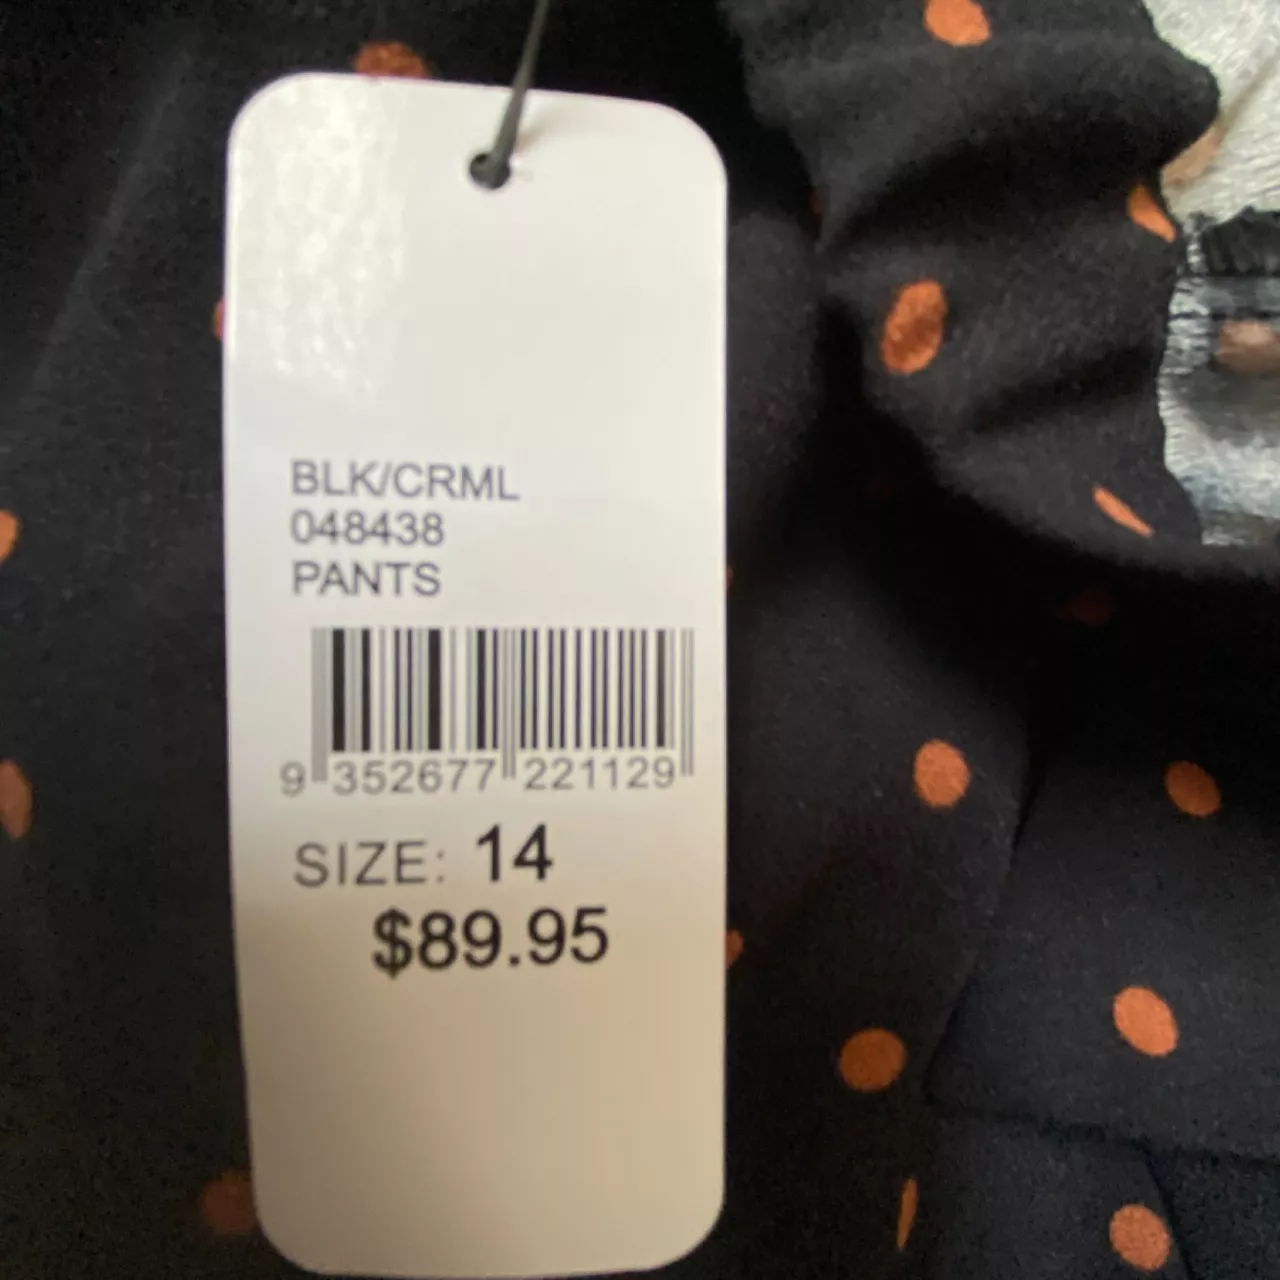 BLK/CRML
048438
PANTS
9 352677 221129
SIZE: 14
$89.95